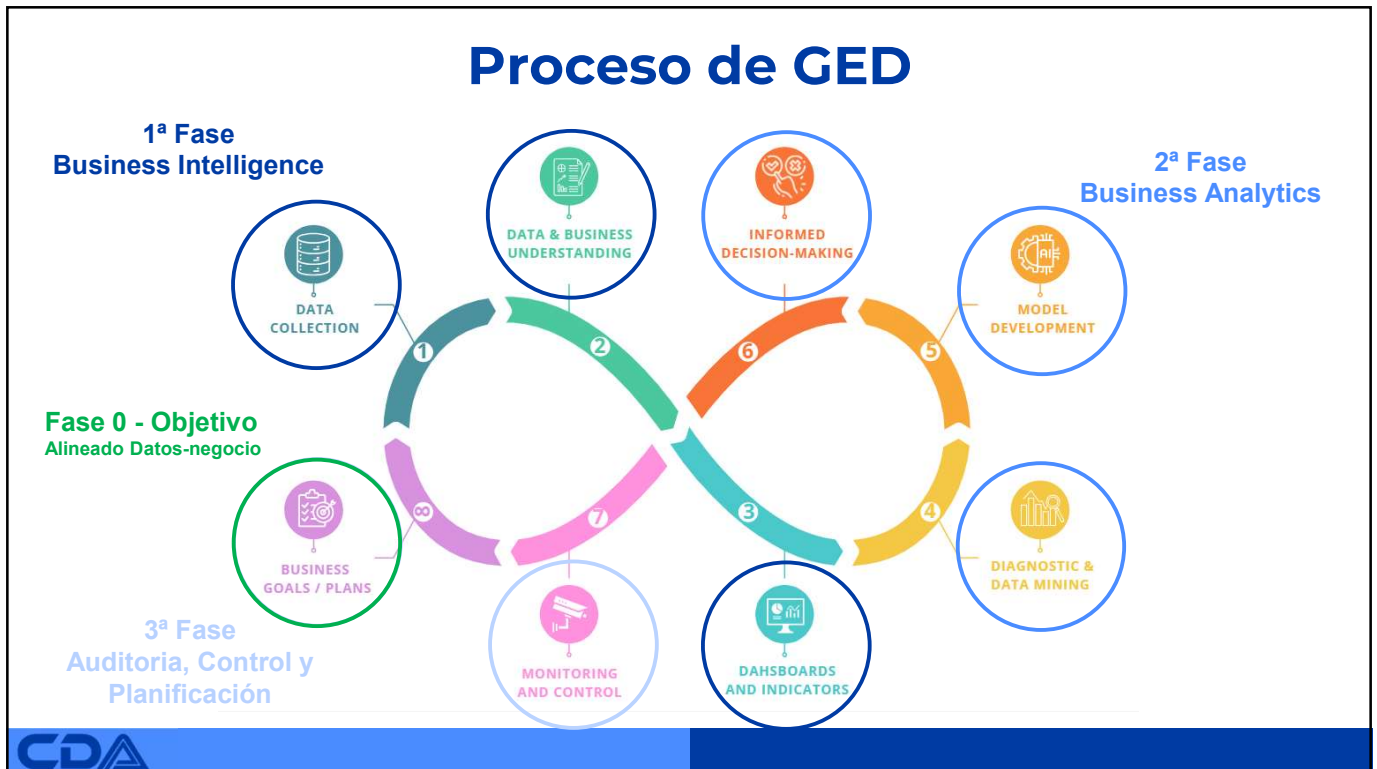 Proceso de GED
1ª Fase
Business Intelligence
2ª Fase
Business Analytics
DATA & BUSINESS
UNDERSTANDING
INFORMED
DECISION-MAKING
DATA
COLLECTION
AI
MODEL
DEVELOPMENT
1
2
6
5
Fase 0 - Objetivo
Alineado Datos-negocio
8
7
3
4
BUSINESS
GOALS / PLANS
DIAGNOSTIC &
DATA MINING
3ª Fase
Auditoria, Control y
Planificación
MONITORING
AND CONTROL
DAHSBOARDS
AND INDICATORS
CDA